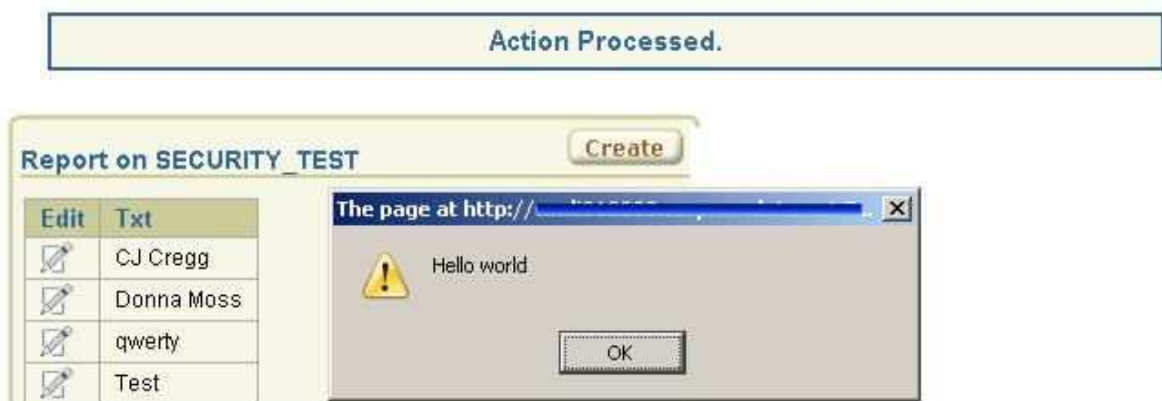 Action Processed.
Report on SECURITY_TEST
Create
Edit Txt
CJ Cregg
Donna Moss
qwerty
Test
The page at http://
Hello world
OK